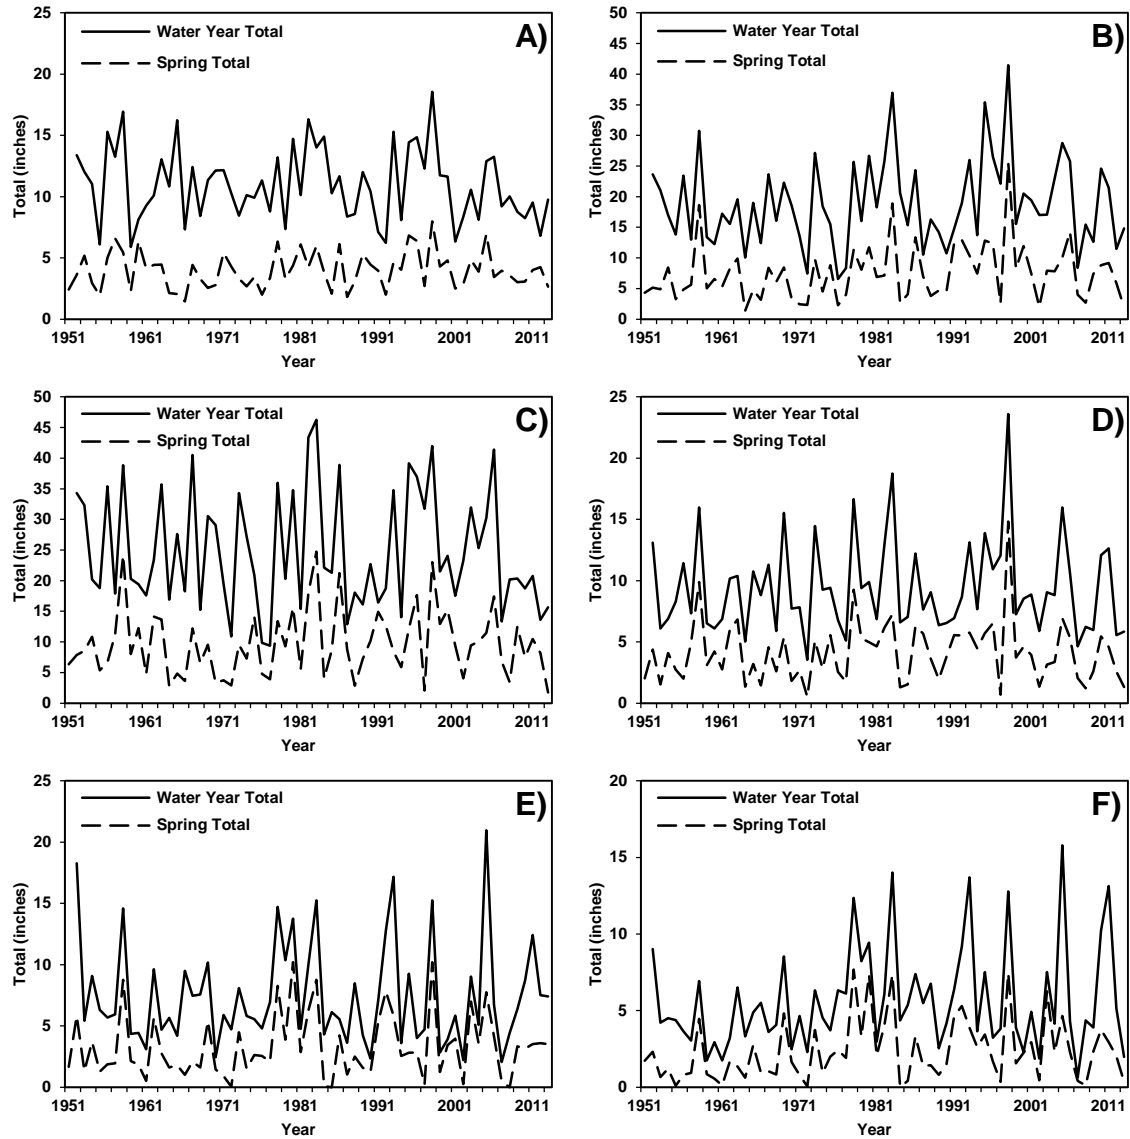 A)
Water Year Total
Spring Total
Total (inches)
25
20
15
10
5
0
1951 1961 1971 1981 1991 2001 2011
Year
B)
Water Year Total
Spring Total
Total (inches)
50
45
40
35
30
25
20
15
10
5
0
1951 1961 1971 1981 1991 2001 2011
Year
C)
Water Year Total
Spring Total
Total (inches)
50
45
40
35
30
25
20
15
10
5
0
1951 1961 1971 1981 1991 2001 2011
Year
D)
Water Year Total
Spring Total
Total (inches)
25
20
15
10
5
0
1951 1961 1971 1981 1991 2001 2011
Year
E)
Water Year Total
Spring Total
Total (inches)
25
20
15
10
5
0
1951 1961 1971 1981 1991 2001 2011
Year
F)
Water Year Total
Spring Total
Total (inches)
20
15
10
5
0
1951 1961 1971 1981 1991 2001 2011
Year